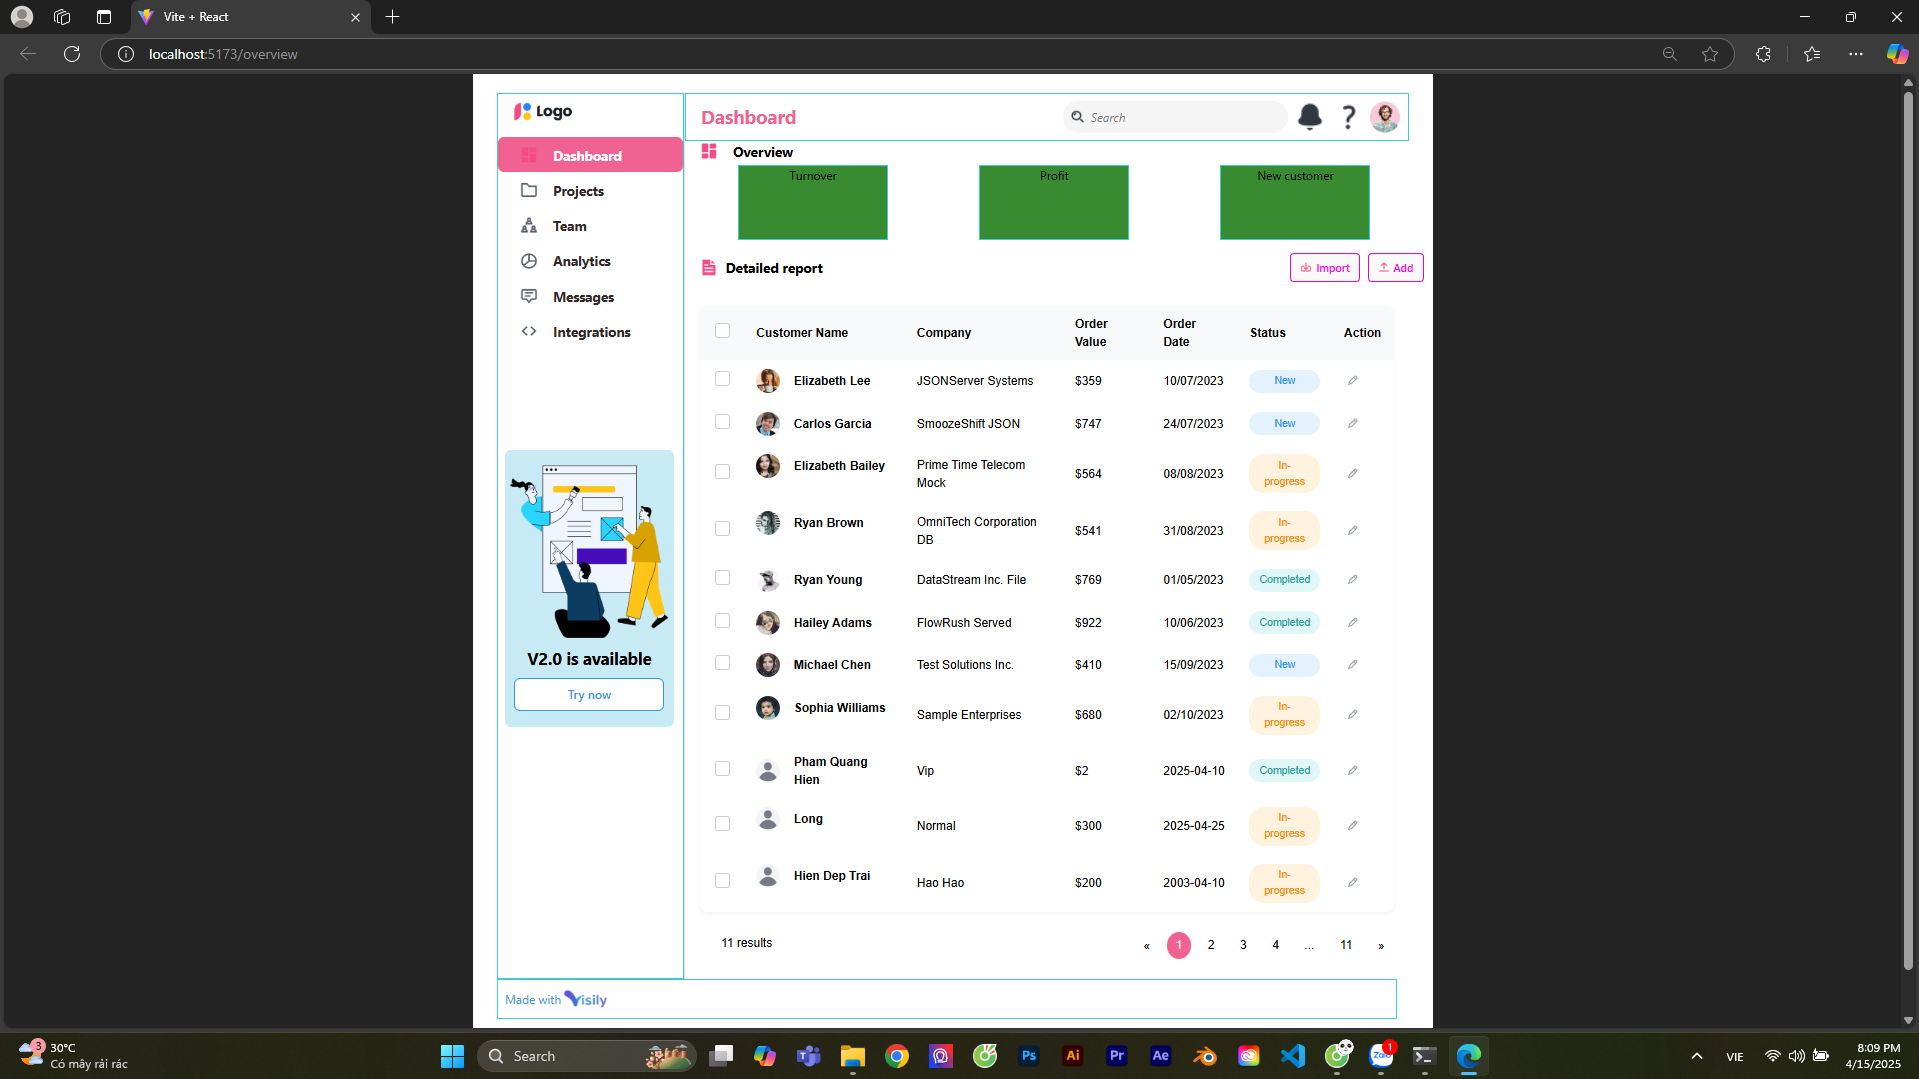 Vite + React
localhost:5173/overview
Logo
Dashboard
Search
Dashboard
Projects
Team
Analytics
Messages
Integrations
Overview
Turnover
Profit
New customer
Detailed report
Import
Add
Customer Name
Company
Order Value
Order Date
Status
Action
Elizabeth Lee
JSONServer Systems
$359
10/07/2023
New
Carlos Garcia
SmoozeShift JSON
$747
24/07/2023
New
Elizabeth Bailey
Prime Time Telecom Mock
$564
08/08/2023
In-progress
Ryan Brown
OmniTech Corporation DB
$541
31/08/2023
In-progress
Ryan Young
DataStream Inc. File
$769
01/05/2023
Completed
Hailey Adams
FlowRush Served
$922
10/06/2023
Completed
Michael Chen
Test Solutions Inc.
$410
15/09/2023
New
Sophia Williams
Sample Enterprises
$680
02/10/2023
In-progress
Pham Quang Hien
Vip
$2
2025-04-10
Completed
Long
Normal
$300
2025-04-25
In-progress
Hien Dep Trai
Hao Hao
$200
2003-04-10
In-progress
V2.0 is available
Try now
11 results
« 1 2 3 4 ... 11 »
Made with Visily
3
30°C
Có mây rải rác
Search
Ps
Ai
Pr
Ae
Zalo
1
VIE
8:09 PM
4/15/2025